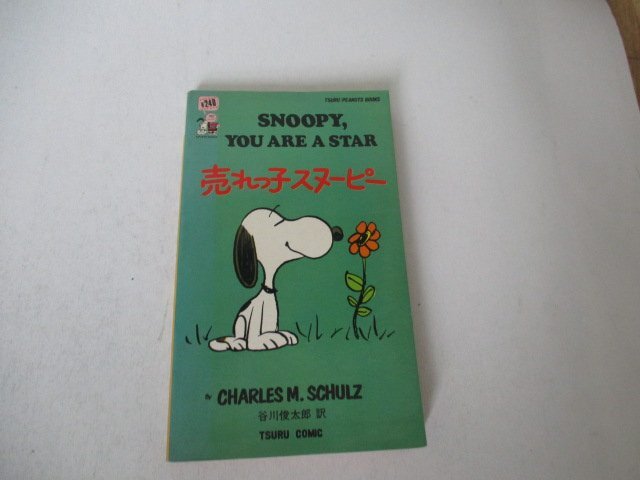 ¥240
TSURU PEANUTS BOOKS
SNOOPY,
YOU ARE A STAR
売れっ子スヌーピー
By CHARLES M. SCHULZ
谷川俊太郎 訳
TSURU COMIC